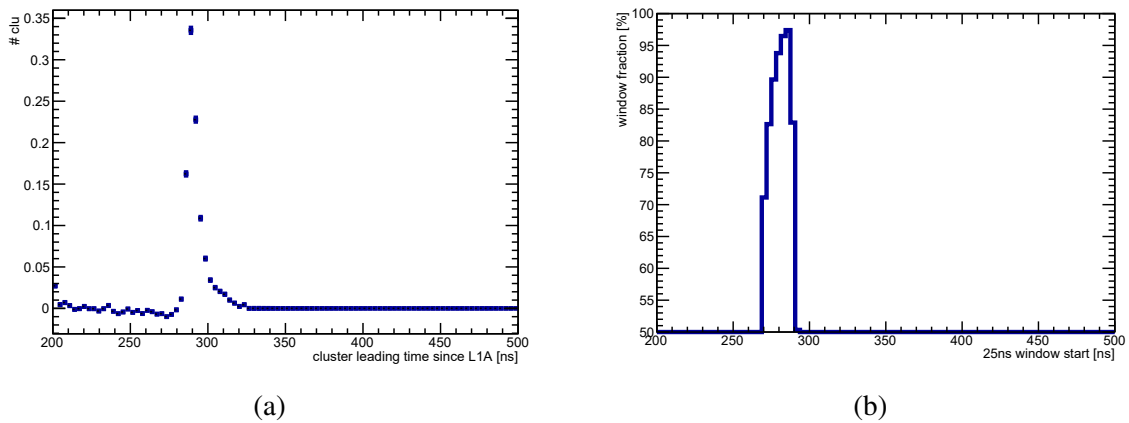 # clu
0.35
0.3
0.25
0.2
0.15
0.1
0.05
0
200 250 300 350 400 450 500
cluster leading time since L1A [ns]
(a)
window fraction [%]
100
95
90
85
80
75
70
65
60
55
50
200 250 300 350 400 450 500
25ns window start [ns]
(b)